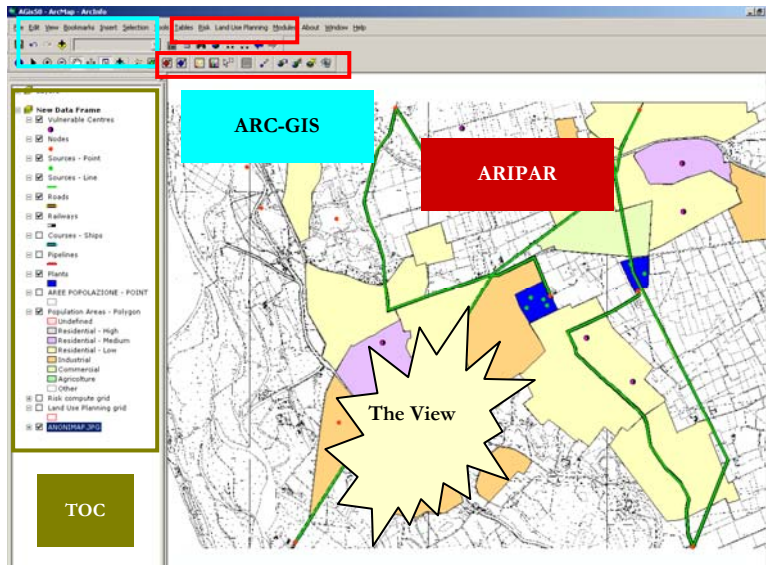 AGis50 - ArcMap - ArcInfo
Edit View Bookmarks Insert Selection Tools Tables Risk Land Use Planning Modules About Window Help
New Data Frame
Vulnerable Centres
Nodes
Sources - Point
Sources - Line
Roads
Railways
Courses - Ships
Pipelines
Plants
AREE POPOLAZIONE - POINT
Population Areas - Polygon
Undefined
Residential - High
Residential - Medium
Residential - Low
Industrial
Commercial
Agricolture
Other
Risk compute grid
Land Use Planning grid
ANONIMAP.JPG
TOC
ARC-GIS
ARIPAR
The View